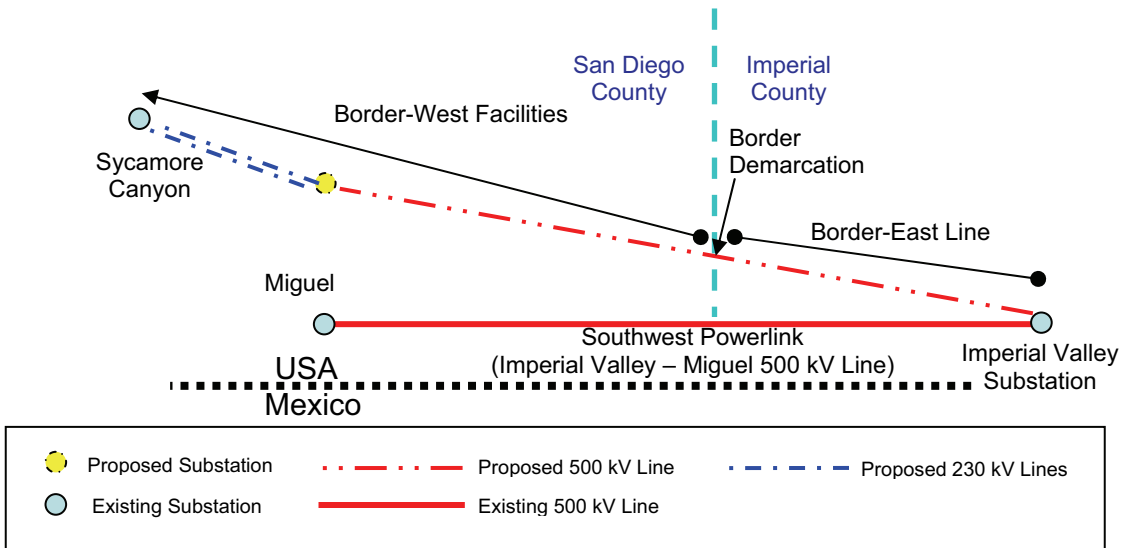 San Diego
County
Imperial
County
Border-West Facilities
Border
Demarcation
Sycamore
Canyon
Border-East Line
Miguel
Southwest Powerlink
(Imperial Valley – Miguel 500 kV Line)
Imperial Valley
Substation
USA
Mexico
Proposed Substation
Proposed 500 kV Line
Proposed 230 kV Lines
Existing Substation
Existing 500 kV Line